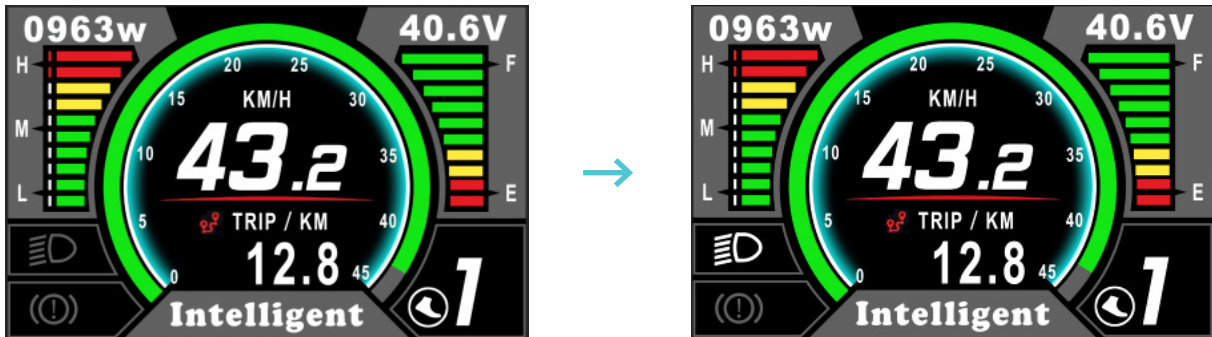 0963w 40.6V
H F
20 25
15 KM/H 30
M
43.2
10 35
L E
5 TRIP / KM 40
12.8
0 45
Intelligent 1
0963w 40.6V
H F
20 25
15 KM/H 30
M
43.2
10 35
L E
5 TRIP / KM 40
12.8
0 45
Intelligent 1